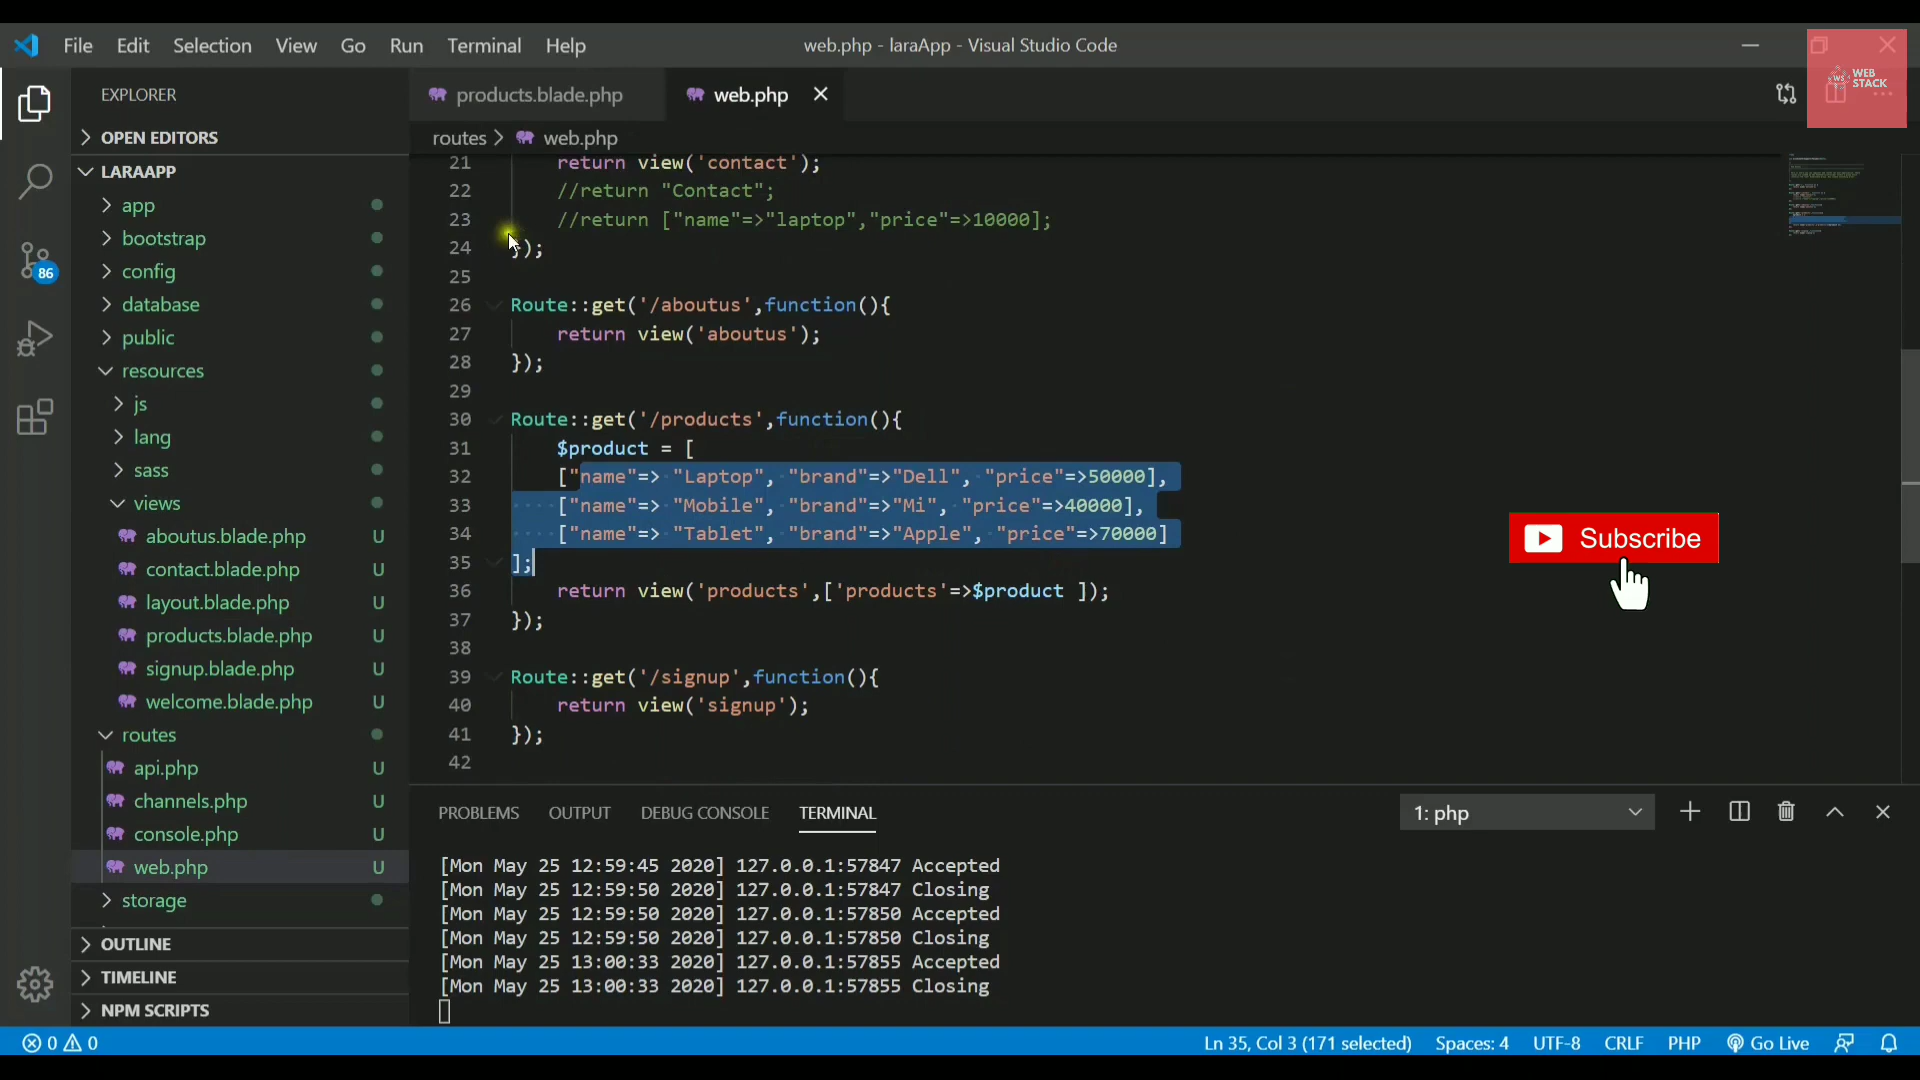 File Edit Selection View Go Run Terminal Help
web.php - laraApp - Visual Studio Code
WEB STACK
WS
EXPLORER
OPEN EDITORS
LARAAPP
app
bootstrap
config
database
public
resources
js
lang
sass
views
aboutus.blade.php U
contact.blade.php U
layout.blade.php U
products.blade.php U
signup.blade.php U
welcome.blade.php U
routes
api.php U
channels.php U
console.php U
web.php U
storage
OUTLINE
TIMELINE
NPM SCRIPTS
86
products.blade.php web.php
routes > web.php
21 return view('contact');
22 //return "Contact";
23 //return ["name"=>"laptop","price"=>10000];
24 });
25
26 Route::get('/aboutus',function(){
27 return view('aboutus');
28 });
29
30 Route::get('/products',function(){
31 $product = [
32 ["name"=> "Laptop", "brand"=>"Dell", "price"=>50000],
33 ["name"=> "Mobile", "brand"=>"Mi", "price"=>40000],
34 ["name"=> "Tablet", "brand"=>"Apple", "price"=>70000]
35 ];
36 return view('products',['products'=>$product ]);
37 });
38
39 Route::get('/signup',function(){
40 return view('signup');
41 });
42
Subscribe
PROBLEMS OUTPUT DEBUG CONSOLE TERMINAL
1: php
[Mon May 25 12:59:45 2020] 127.0.0.1:57847 Accepted
[Mon May 25 12:59:50 2020] 127.0.0.1:57847 Closing
[Mon May 25 12:59:50 2020] 127.0.0.1:57850 Accepted
[Mon May 25 12:59:50 2020] 127.0.0.1:57850 Closing
[Mon May 25 13:00:33 2020] 127.0.0.1:57855 Accepted
[Mon May 25 13:00:33 2020] 127.0.0.1:57855 Closing
0 0 Ln 35, Col 3 (171 selected) Spaces: 4 UTF-8 CRLF PHP Go Live